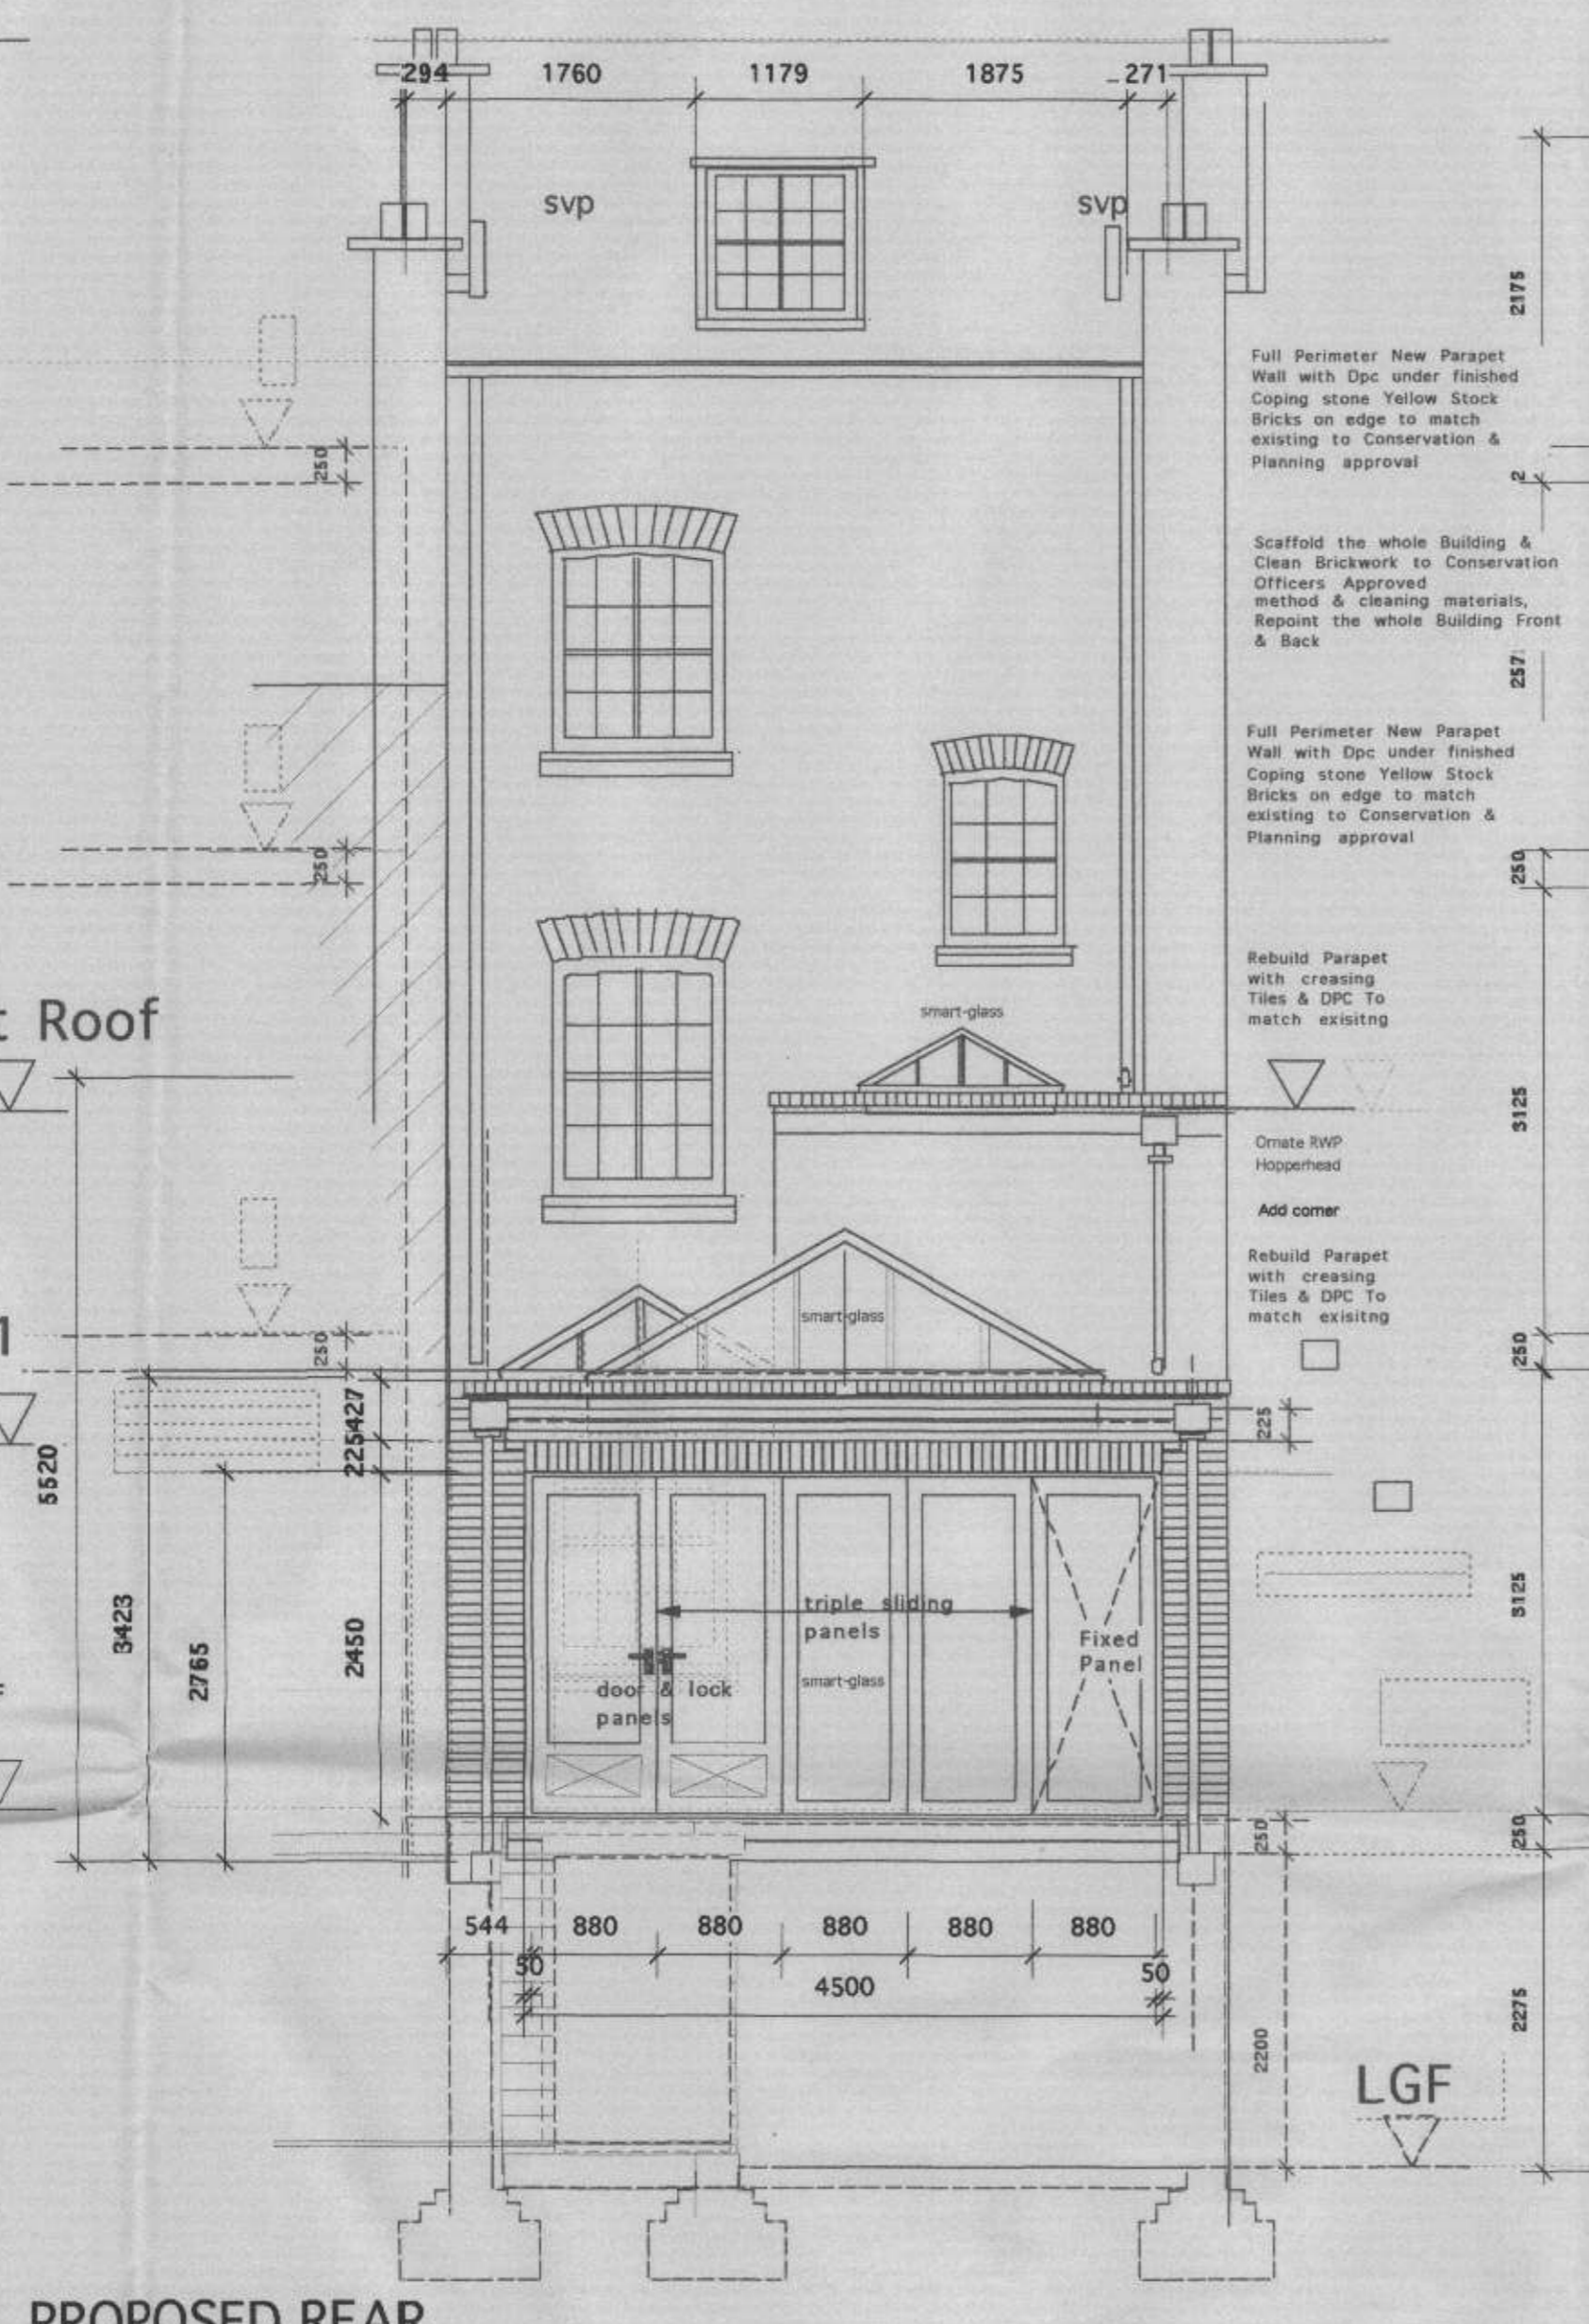 294 1760 1179 1875 271
svp svp
2175
Full Perimeter New Parapet
Wall with Dpc under finished
Coping stone Yellow Stock
Bricks on edge to match
existing to Conservation &
Planning approval
250
2
Scaffold the whole Building &
Clean Brickwork to Conservation
Officers Approved
method & cleaning materials,
Repoint the whole Building Front
& Back
257
Full Perimeter New Parapet
Wall with Dpc under finished
Coping stone Yellow Stock
Bricks on edge to match
existing to Conservation &
Planning approval
250
250
Rebuild Parapet
with creasing
Tiles & DPC To
match exisitng
smart-glass
Roof
3125
Ornate RWP
Hopperhead
Add corner
Rebuild Parapet
with creasing
Tiles & DPC To
match exisitng
smart-glass
250
250
427
225
225
5520
3423
2765
2450
triple sliding
panels
smart-glass
door & lock
panels
Fixed
Panel
3125
250
250
544 880 880 880 880 880
50 50
4500
2200
2275
LGF
PROPOSED REAR